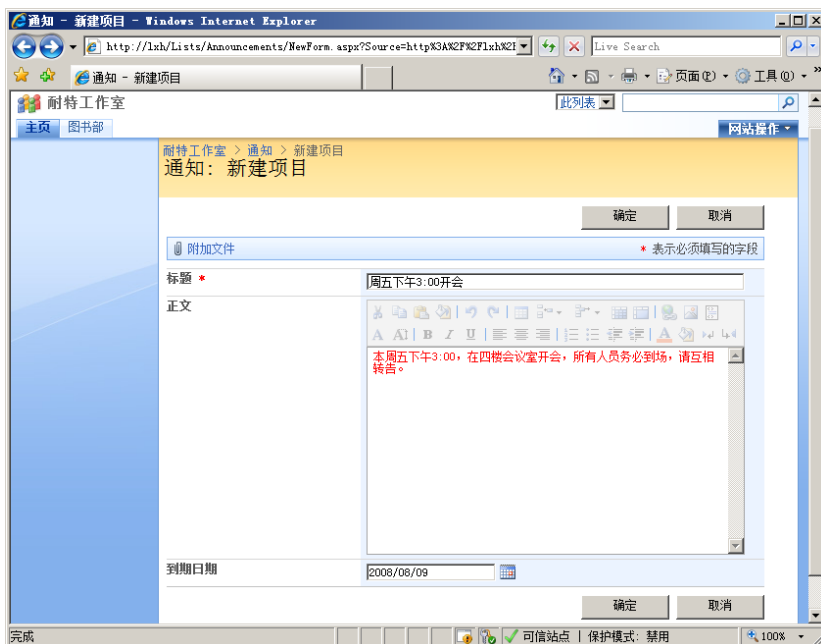 通知 - 新建项目 - Windows Internet Explorer
http://lxh/Lists/Announcements/NewForm.aspx?Source=http%3A%2F%2Flxh%2F
Live Search
通知 - 新建项目
页面(P)
工具(O)
»
耐特工作室
此列表
主页
图书部
网站操作
耐特工作室 > 通知 > 新建项目
通知: 新建项目
确定
取消
附加文件
* 表示必须填写的字段
标题 *
周五下午3:00开会
正文
A A B I U A
本周五下午3:00，在四楼会议室开会，所有人员务必到场，请互相
转告。
到期日期
2008/08/09
确定
取消
完成
可信站点 | 保护模式: 禁用
100%